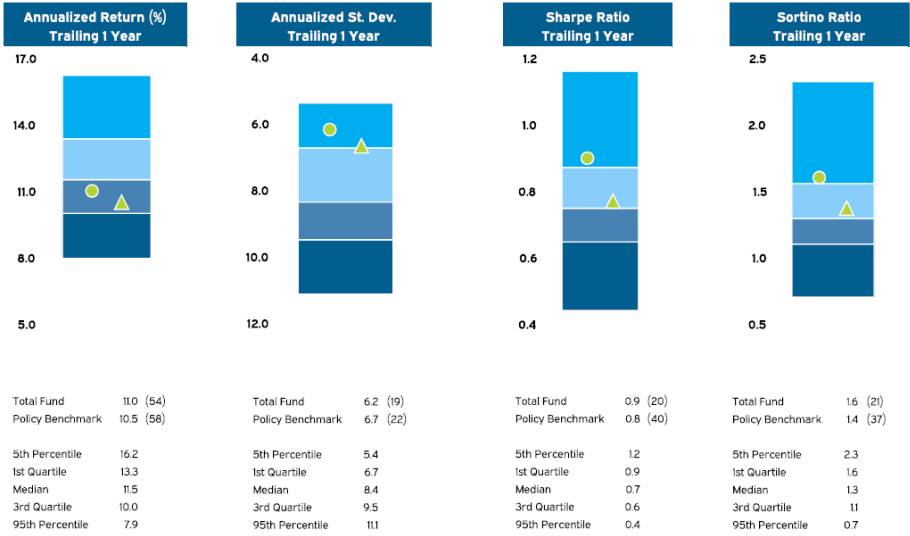 Annualized Return (%)
Trailing 1 Year
17.0
14.0
11.0
8.0
5.0
Total Fund 11.0 (54)
Policy Benchmark 10.5 (58)
5th Percentile 16.2
1st Quartile 13.3
Median 11.5
3rd Quartile 10.0
95th Percentile 7.9
Annualized St. Dev.
Trailing 1 Year
4.0
6.0
8.0
10.0
12.0
Total Fund 6.2 (19)
Policy Benchmark 6.7 (22)
5th Percentile 5.4
1st Quartile 6.7
Median 8.4
3rd Quartile 9.5
95th Percentile 11.1
Sharpe Ratio
Trailing 1 Year
1.2
1.0
0.8
0.6
0.4
Total Fund 0.9 (20)
Policy Benchmark 0.8 (40)
5th Percentile 1.2
1st Quartile 0.9
Median 0.7
3rd Quartile 0.6
95th Percentile 0.4
Sortino Ratio
Trailing 1 Year
2.5
2.0
1.5
1.0
0.5
Total Fund 1.6 (21)
Policy Benchmark 1.4 (37)
5th Percentile 2.3
1st Quartile 1.6
Median 1.3
3rd Quartile 1.1
95th Percentile 0.7